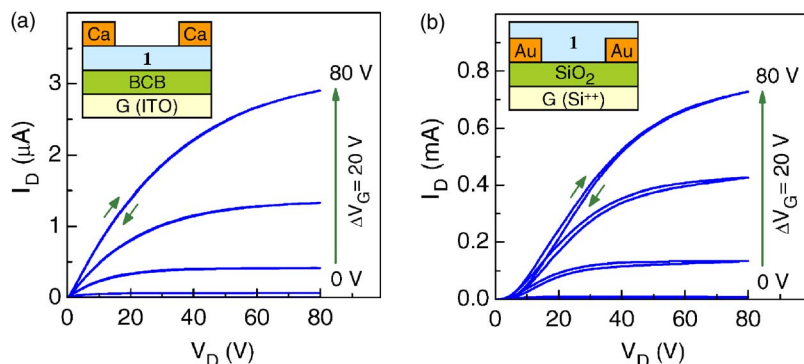 (a)
Ca Ca
1
BCB
G (ITO)
80 V
3
2
1
0
I_D (μA)
ΔV_G= 20 V
0 V
0 20 40 60 80
V_D (V)
(b)
Au 1 Au
SiO₂
G (Si⁺⁺)
80 V
0.8
0.6
0.4
0.2
0.0
I_D (mA)
ΔV_G= 20 V
0 V
0 20 40 60 80
V_D (V)